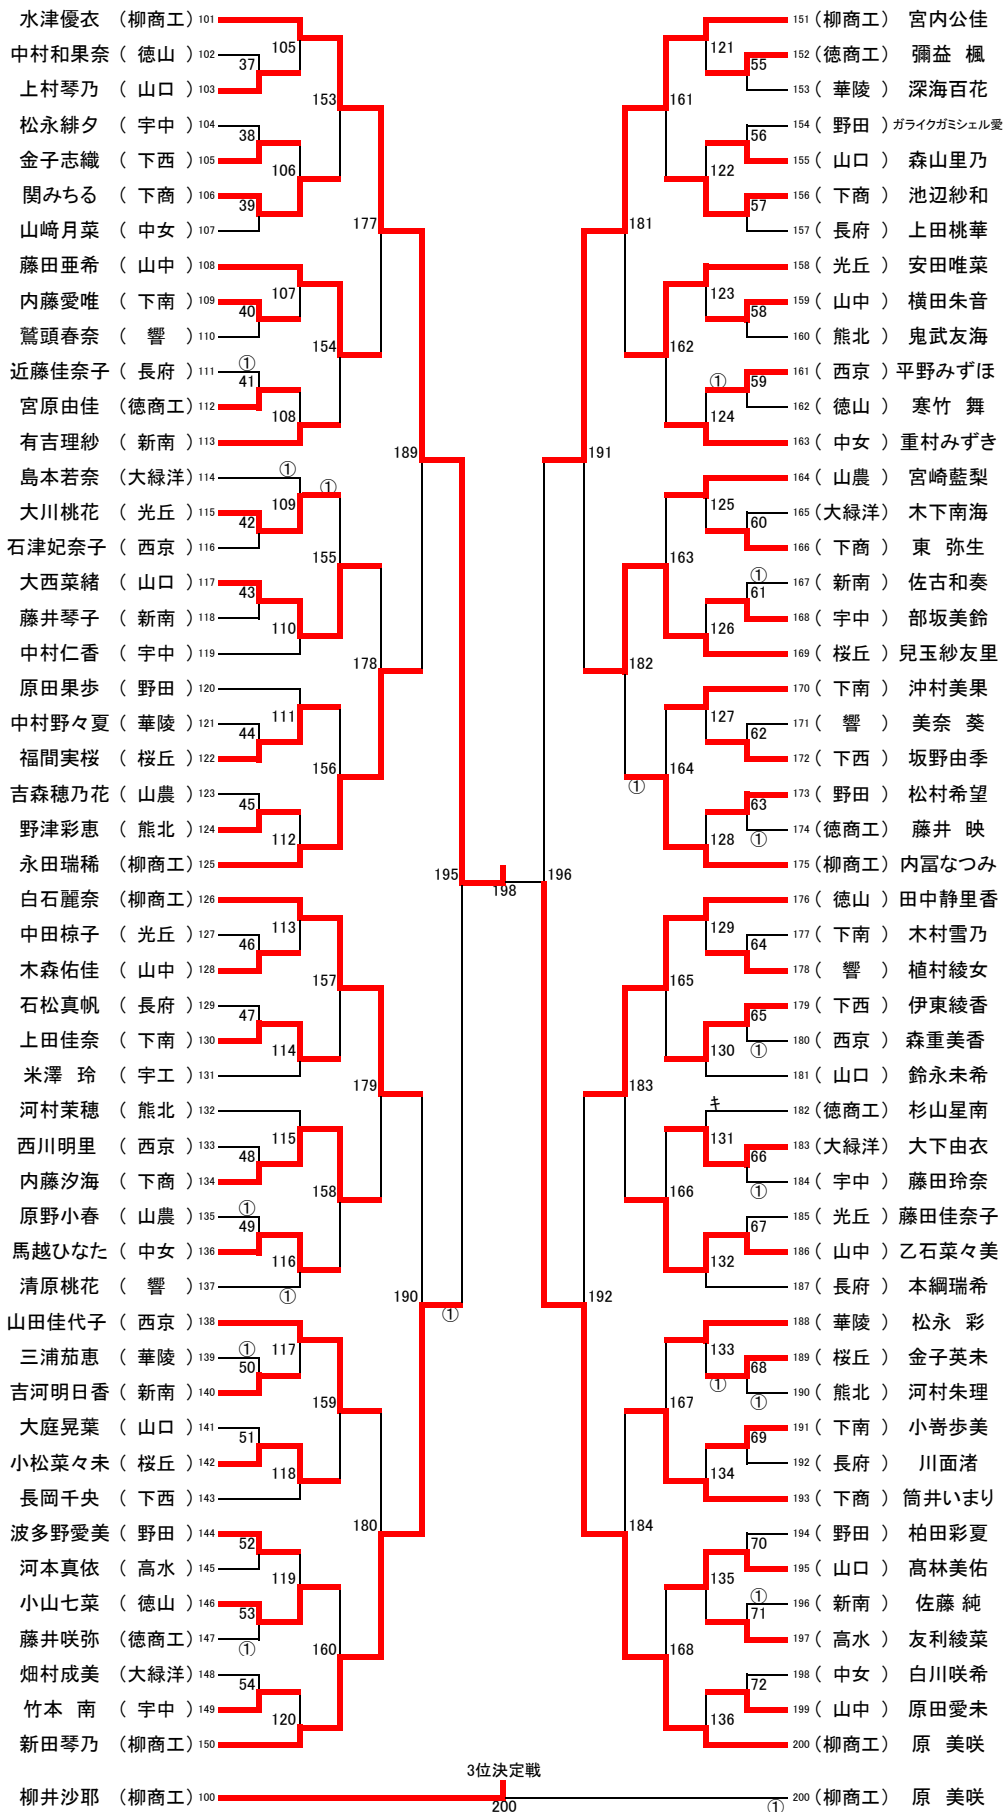 水津優衣 (柳商工) 101
中村和果奈 ( 徳山 ) 102
上村琴乃 ( 山口 ) 103
松永緋夕 ( 宇中 ) 104
金子志織 ( 下西 ) 105
関みちる ( 下商 ) 106
山﨑月菜 ( 中女 ) 107
藤田亜希 ( 山中 ) 108
内藤愛唯 ( 下南 ) 109
鷲頭春奈 ( 響 ) 110
近藤佳奈子 ( 長府 ) 111 ①
宮原由佳 (徳商工) 112
有吉理紗 ( 新南 ) 113
島本若奈 (大緑洋) 114 ①
大川桃花 ( 光丘 ) 115
石津妃奈子 ( 西京 ) 116
大西菜緒 ( 山口 ) 117
藤井琴子 ( 新南 ) 118
中村仁香 ( 宇中 ) 119
原田果歩 ( 野田 ) 120
中村野々夏 ( 華陵 ) 121
福間実桜 ( 桜丘 ) 122
吉森穂乃花 ( 山農 ) 123
野津彩恵 ( 熊北 ) 124
永田瑞稀 (柳商工) 125
白石麗奈 (柳商工) 126
中田椋子 ( 光丘 ) 127
木森佑佳 ( 山中 ) 128
石松真帆 ( 長府 ) 129
上田佳奈 ( 下南 ) 130
米澤 玲 ( 宇工 ) 131
河村茉穂 ( 熊北 ) 132
西川明里 ( 西京 ) 133
内藤汐海 ( 下商 ) 134
原野小春 ( 山農 ) 135 ①
馬越ひなた ( 中女 ) 136
清原桃花 ( 響 ) 137 ①
山田佳代子 ( 西京 ) 138
三浦茄恵 ( 華陵 ) 139 ①
吉河明日香 ( 新南 ) 140
大庭晃葉 ( 山口 ) 141
小松菜々未 ( 桜丘 ) 142
長岡千央 ( 下西 ) 143
波多野愛美 ( 野田 ) 144
河本真依 ( 高水 ) 145
小山七菜 ( 徳山 ) 146
藤井咲弥 (徳商工) 147 ①
畑村成美 (大緑洋) 148
竹本 南 ( 宇中 ) 149
新田琴乃 (柳商工) 150
37
38
39
40
41
42
43
44
45
46
47
48
49
50
51
52
53
54
105
106
107
108
109 ①
110
111
112
113
114
115
116
117
118
119
120
153
154
155
156
157
158
159
160
177
178
179
180
189
190 ①
195
198
196
191
192
181
182
183
184
161
162
163
164 ①
165
166
167
168
121
122
123
124 ①
125
126
127
128
129
130
131
132
133 ①
134
135
136
55
56
57
58
59
60
61
62
63
64
65
66
67
68
69
70
71
72
151 (柳商工) 宮内公佳
152 (徳商工) 彌益 楓
153 ( 華陵 ) 深海百花
154 ( 野田 ) ガライクガミシェル愛
155 ( 山口 ) 森山里乃
156 ( 下商 ) 池辺紗和
157 ( 長府 ) 上田桃華
158 ( 光丘 ) 安田唯菜
159 ( 山中 ) 横田朱音
160 ( 熊北 ) 鬼武友海
161 ( 西京 ) 平野みずほ
162 ( 徳山 ) 寒竹 舞
163 ( 中女 ) 重村みずき
164 ( 山農 ) 宮崎藍梨
165 (大緑洋) 木下南海
166 ( 下商 ) 東 弥生
① 167 ( 新南 ) 佐古和奏
168 ( 宇中 ) 部坂美鈴
169 ( 桜丘 ) 兒玉紗友里
170 ( 下南 ) 沖村美果
171 ( 響 ) 美奈 葵
172 ( 下西 ) 坂野由季
173 ( 野田 ) 松村希望
① 174 (徳商工) 藤井 映
175 (柳商工) 内冨なつみ
176 ( 徳山 ) 田中静里香
177 ( 下南 ) 木村雪乃
178 ( 響 ) 植村綾女
179 ( 下西 ) 伊東綾香
① 180 ( 西京 ) 森重美香
181 ( 山口 ) 鈴永未希
キ 182 (徳商工) 杉山星南
183 (大緑洋) 大下由衣
① 184 ( 宇中 ) 藤田玲奈
185 ( 光丘 ) 藤田佳奈子
186 ( 山中 ) 乙石菜々美
187 ( 長府 ) 本綱瑞希
188 ( 華陵 ) 松永 彩
189 ( 桜丘 ) 金子英未
① 190 ( 熊北 ) 河村朱理
191 ( 下南 ) 小嵜歩美
192 ( 長府 ) 川面渚
193 ( 下商 ) 筒井いまり
194 ( 野田 ) 柏田彩夏
195 ( 山口 ) 髙林美佑
① 196 ( 新南 ) 佐藤 純
197 ( 高水 ) 友利綾菜
198 ( 中女 ) 白川咲希
199 ( 山中 ) 原田愛未
200 (柳商工) 原 美咲
3位決定戦
柳井沙耶 (柳商工) 100
200
① 200 (柳商工) 原 美咲